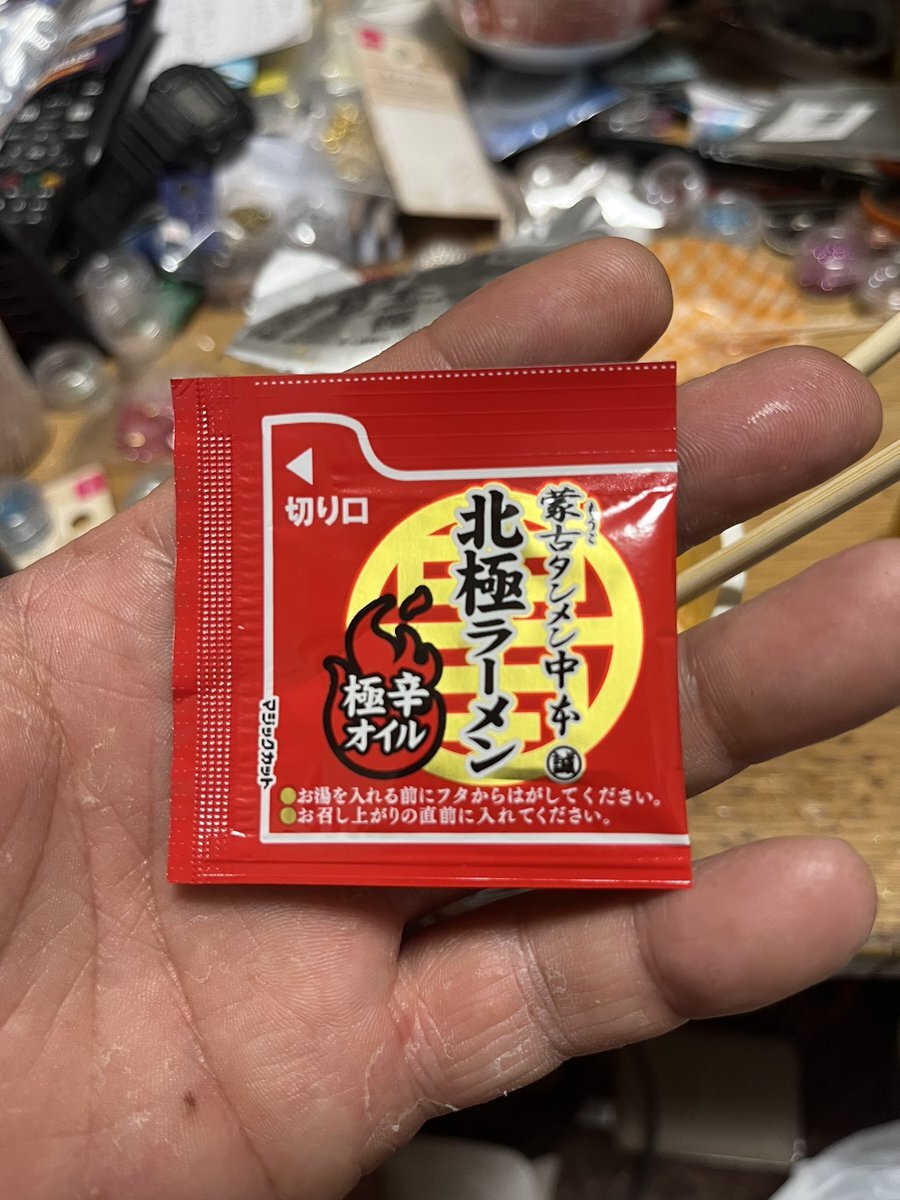 切り口
蒙古タンメン中本
もうこ
誠
北極ラーメン
極辛
オイル
マジックカット
●お湯を入れる前にフタからはがしてください。
●お召し上がりの直前に入れてください。